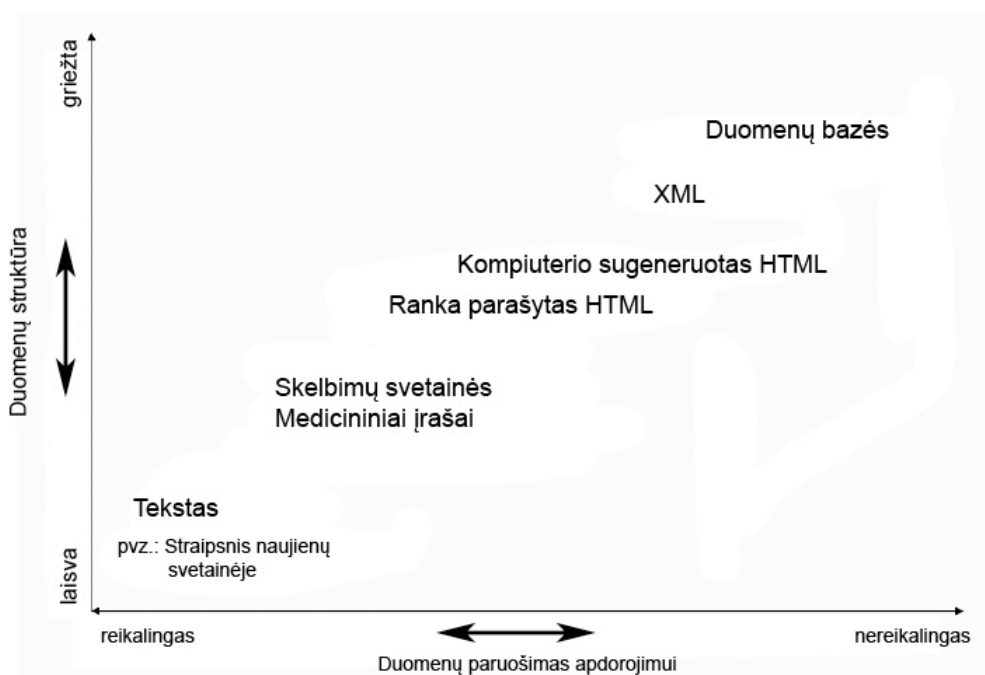 griežta
Duomenų bazės
XML
Duomenų struktūra
Kompiuterio sugeneruotas HTML
Ranka parašytas HTML
Skelbimų svetainės
Medicininiai įrašai
Tekstas
pvz.: Straipsnis naujienų
svetainėje
laisva
reikalingas
nereikalingas
Duomenų paruošimas apdorojimui